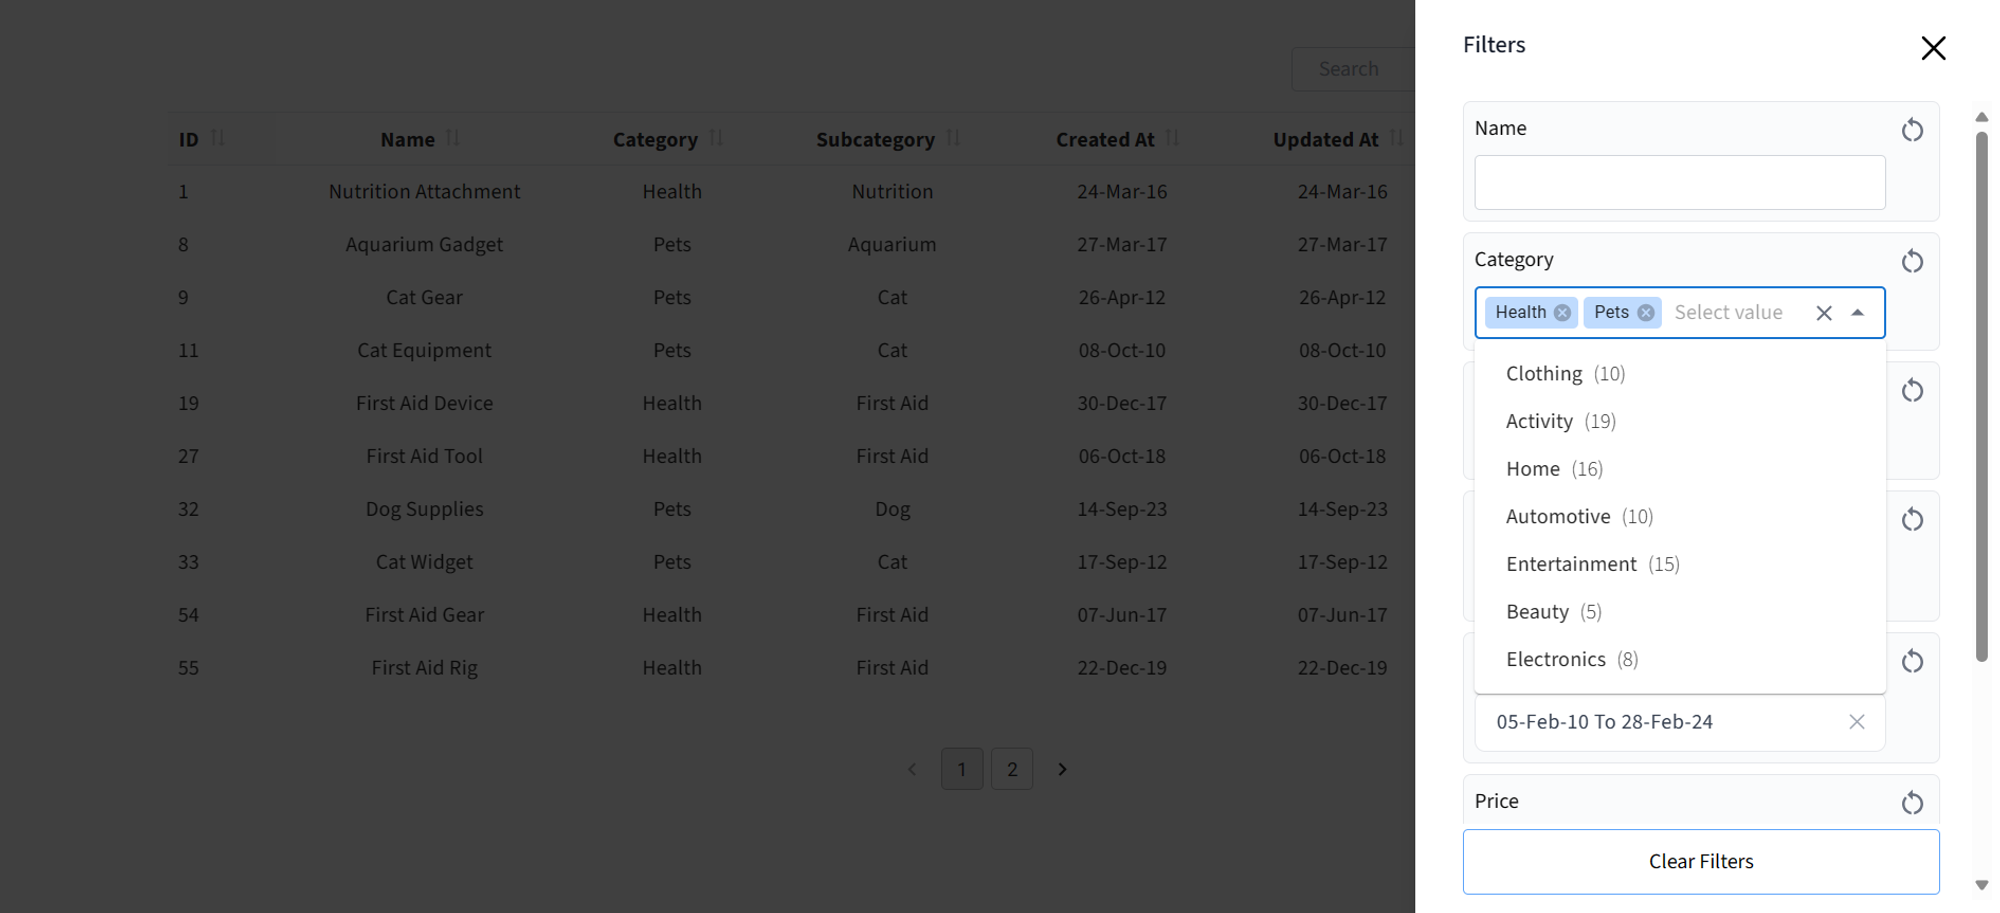 Search
ID Name Category Subcategory Created At Updated At
1 Nutrition Attachment Health Nutrition 24-Mar-16 24-Mar-16
8 Aquarium Gadget Pets Aquarium 27-Mar-17 27-Mar-17
9 Cat Gear Pets Cat 26-Apr-12 26-Apr-12
11 Cat Equipment Pets Cat 08-Oct-10 08-Oct-10
19 First Aid Device Health First Aid 30-Dec-17 30-Dec-17
27 First Aid Tool Health First Aid 06-Oct-18 06-Oct-18
32 Dog Supplies Pets Dog 14-Sep-23 14-Sep-23
33 Cat Widget Pets Cat 17-Sep-12 17-Sep-12
54 First Aid Gear Health First Aid 07-Jun-17 07-Jun-17
55 First Aid Rig Health First Aid 22-Dec-19 22-Dec-19
1 2
Filters
Name
Category
Health Pets Select value
Clothing (10)
Activity (19)
Home (16)
Automotive (10)
Entertainment (15)
Beauty (5)
Electronics (8)
05-Feb-10 To 28-Feb-24
Price
Clear Filters